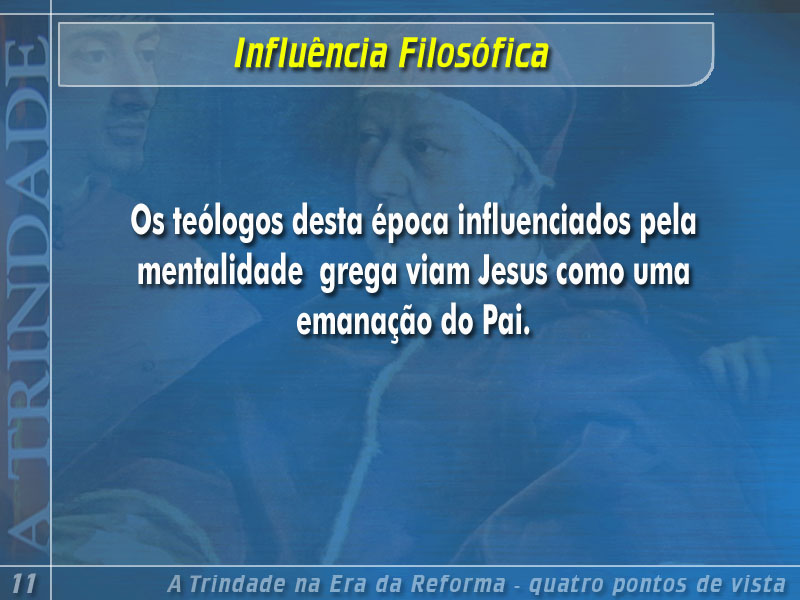 Influência Filosófica
A TRINDADE
Os teólogos desta época influenciados pela
mentalidade grega viam Jesus como uma
emanação do Pai.
11
A Trindade na Era da Reforma - quatro pontos de vista